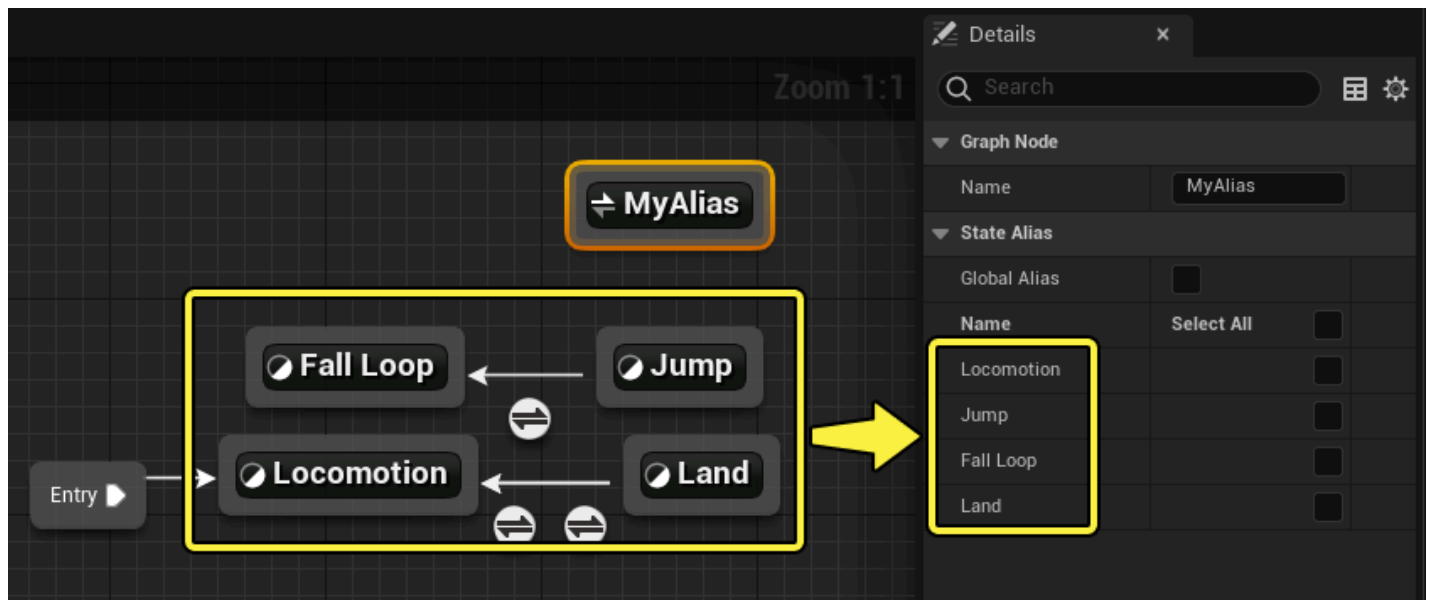 Zoom 1:1
MyAlias
Fall Loop
Jump
Locomotion
Land
Entry
Details
Search
Graph Node
Name MyAlias
State Alias
Global Alias
Name Select All
Locomotion
Jump
Fall Loop
Land